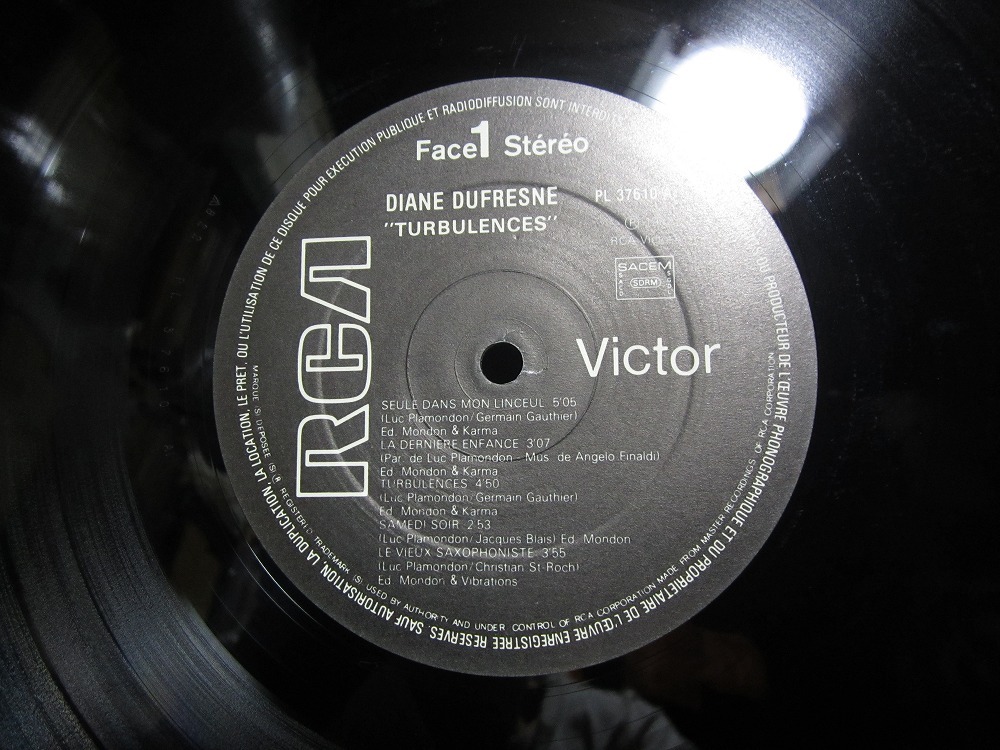 Face 1 Stéréo
DIANE DUFRESNE
"TURBULENCES"
PL 37610
(P)
RCA
SACEM
SACD
SDRM
RCA
Victor
SEULE DANS MON LINCEUL 5'05
(Luc Plamondon/Germain Gauthier)
Ed. Mondon & Karma
LA DERNIERE ENFANCE 3'07
(Par. de Luc Plamondon - Mus. de Angelo Finaldi)
Ed. Mondon & Karma
TURBULENCES 4'50
(Luc Plamondon/Germain Gauthier)
Ed. Mondon & Karma
SAMEDI SOIR 2.53
(Luc Plamondon/Jacques Blais) Ed. Mondon
LE VIEUX SAXOPHONISTE 3'55
(Luc Plamondon/Christian St-Roch)
Ed. Mondon & Vibrations
DU PRODUCTEUR DE L'ŒUVRE PHONOGRAPHIQUE ET DU PROPRIETAIRE DE L'ŒUVRE ENREGISTREE RESERVES. SAUF AUTORISATION, LA DUPLICATION, LA LOCATION, LE PRET, OU L'UTILISATION DE CE DISQUE POUR EXECUTION PUBLIQUE ET RADIODIFFUSION SONT INTERDITS
MARQUE (S) DEPOSEE (S) ® REGISTERED TRADEMARK (S) USED BY AUTHORITY AND UNDER CONTROL OF RCA CORPORATION MADE FROM MASTER RECORDINGS OF RCA CORPORATION